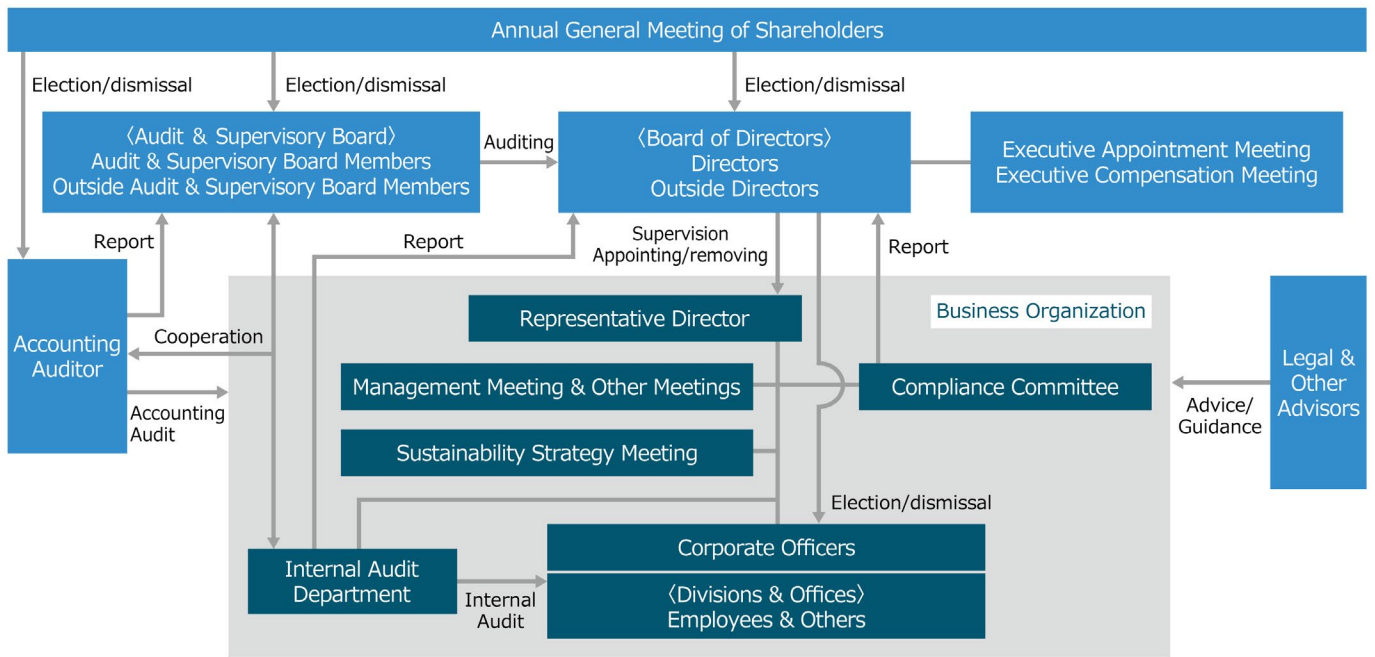 Annual General Meeting of Shareholders
Election/dismissal
Election/dismissal
Election/dismissal
〈Audit & Supervisory Board〉
Audit & Supervisory Board Members
Outside Audit & Supervisory Board Members
Auditing
〈Board of Directors〉
Directors
Outside Directors
Executive Appointment Meeting
Executive Compensation Meeting
Report
Report
Supervision
Appointing/removing
Report
Accounting
Auditor
Cooperation
Accounting
Audit
Business Organization
Representative Director
Management Meeting & Other Meetings
Compliance Committee
Sustainability Strategy Meeting
Legal &
Other
Advisors
Advice/
Guidance
Election/dismissal
Internal Audit
Department
Internal
Audit
Corporate Officers
〈Divisions & Offices〉
Employees & Others